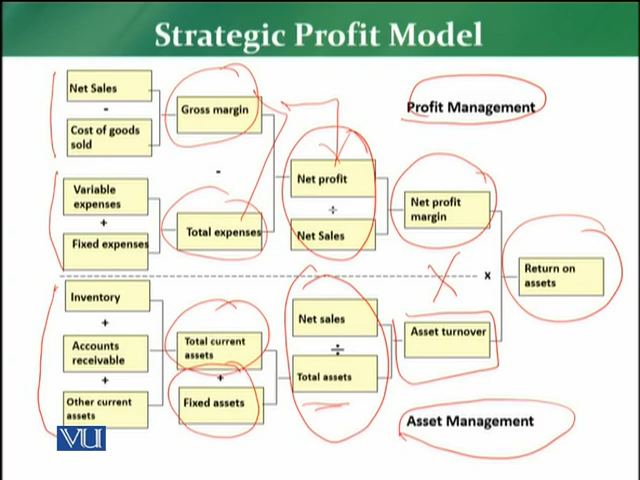 Strategic Profit Model
Net Sales
-
Cost of goods
sold
Gross margin
Profit Management
Variable
expenses
+
Fixed expenses
-
Total expenses
Net profit
÷
Net Sales
Net profit
margin
x
Return on
assets
Inventory
+
Accounts
receivable
+
Other current
assets
Total current
assets
+
Fixed assets
Net sales
÷
Total assets
Asset turnover
Asset Management
VU